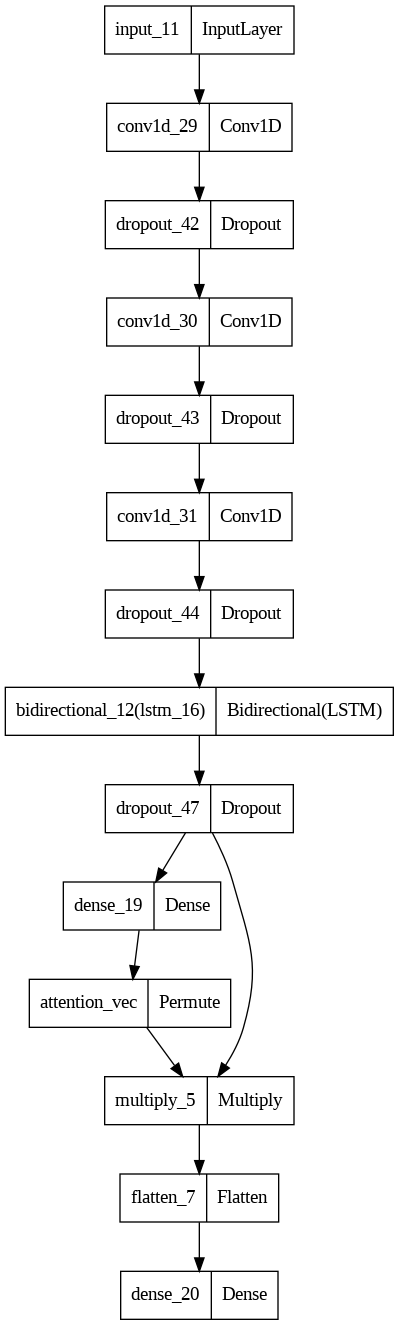 input_11 InputLayer
conv1d_29 Conv1D
dropout_42 Dropout
conv1d_30 Conv1D
dropout_43 Dropout
conv1d_31 Conv1D
dropout_44 Dropout
bidirectional_12(lstm_16) Bidirectional(LSTM)
dropout_47 Dropout
dense_19 Dense
attention_vec Permute
multiply_5 Multiply
flatten_7 Flatten
dense_20 Dense